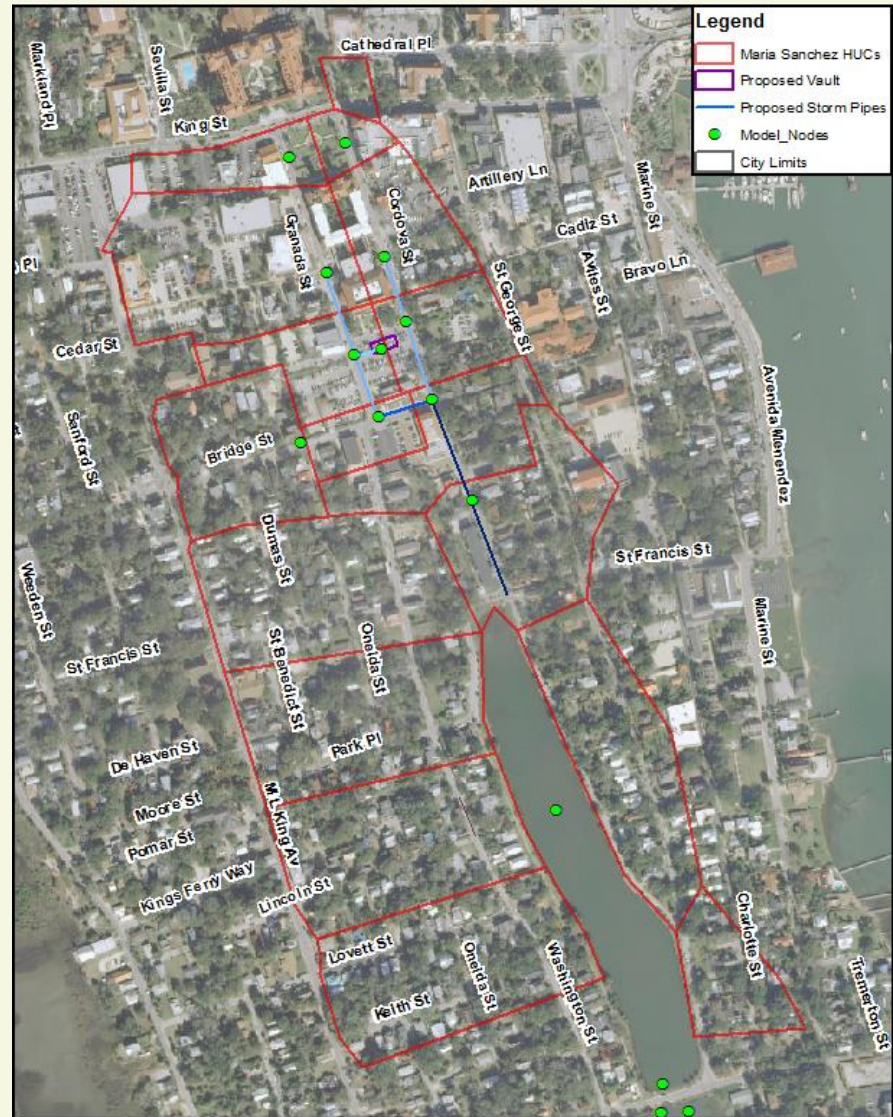 Legend
Maria Sanchez HUCs
Proposed Vault
Proposed Storm Pipes
Model_Nodes
City Limits
Cathedral Pl
Markland Pl
Sevilla St
King St
Artillery Ln
Marine St
Cordova St
Granada St
Cadiz St
Aviles St
Bravo Ln
Pl
St George St
Cedar St
Avenida Menendez
Sanford St
Bridge St
Dumas St
St Francis St
Weeden St
Marine St
St Francis St
St Benedict St
Oneida St
De Haven St
Park Pl
Moore St
Pomar St
M L King Av
Kings Ferry Way
Lincoln St
Charlotte St
Lovett St
Oneida St
Washington St
Keith St
Tremerton St